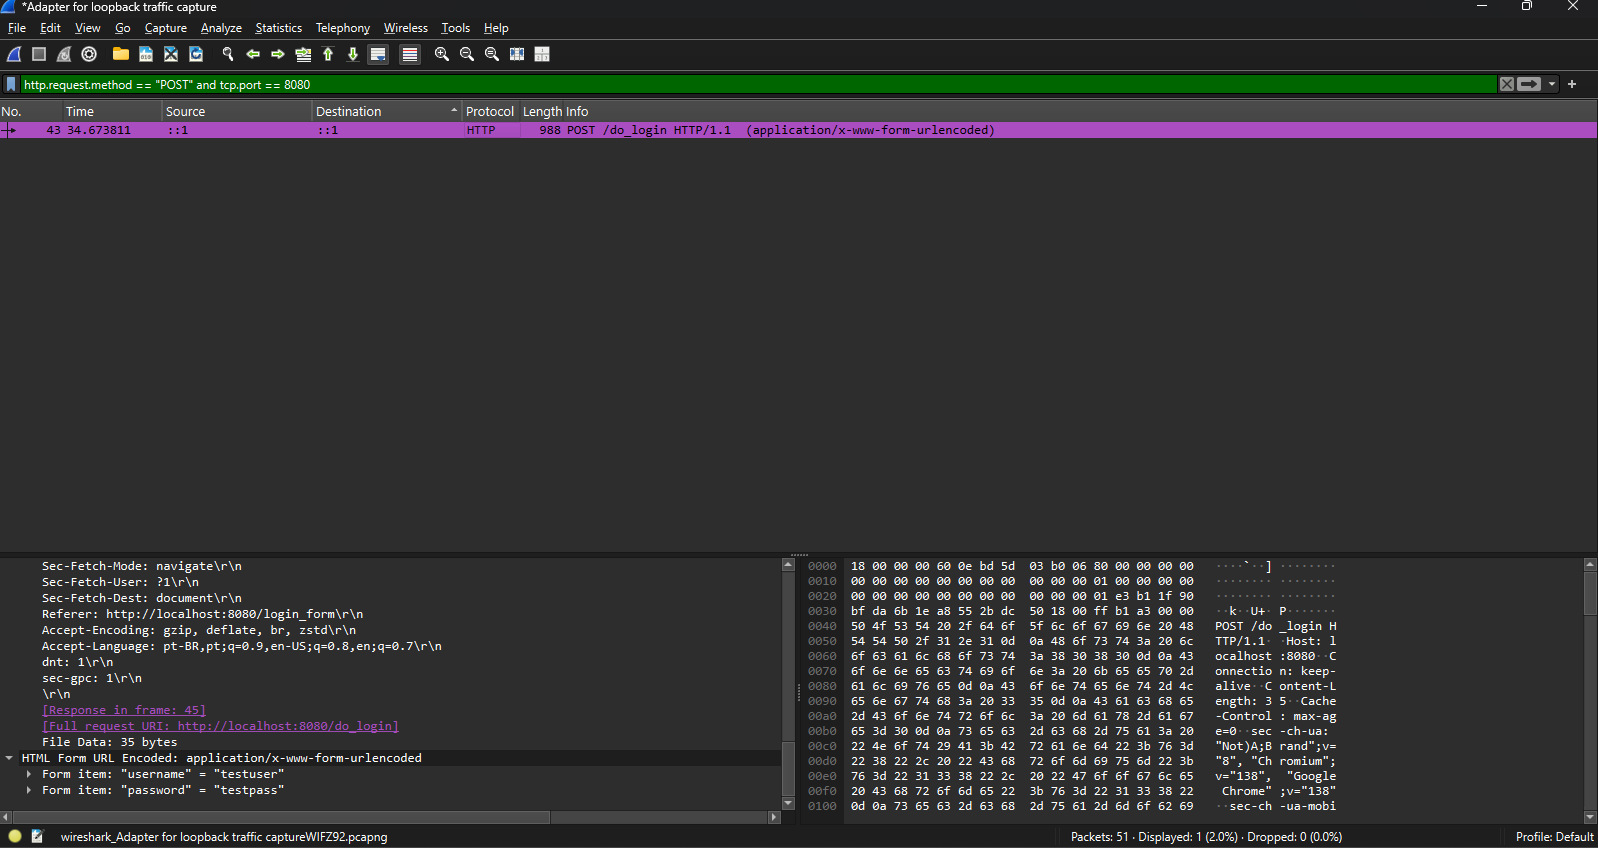 *Adapter for loopback traffic capture
File Edit View Go Capture Analyze Statistics Telephony Wireless Tools Help
http.request.method == "POST" and tcp.port == 8080
No. Time Source Destination Protocol Length Info
43 34.673811 ::1 ::1 HTTP 988 POST /do_login HTTP/1.1 (application/x-www-form-urlencoded)
Sec-Fetch-Mode: navigate\r\n
Sec-Fetch-User: ?1\r\n
Sec-Fetch-Dest: document\r\n
Referer: http://localhost:8080/login_form\r\n
Accept-Encoding: gzip, deflate, br, zstd\r\n
Accept-Language: pt-BR,pt;q=0.9,en-US;q=0.8,en;q=0.7\r\n
dnt: 1\r\n
sec-gpc: 1\r\n
\r\n
[Response in frame: 45]
[Full request URI: http://localhost:8080/do_login]
File Data: 35 bytes
HTML Form URL Encoded: application/x-www-form-urlencoded
Form item: "username" = "testuser"
Form item: "password" = "testpass"
0000 18 00 00 00 60 0e bd 5d 03 b0 06 80 00 00 00 00 ····`··] ········
0010 00 00 00 00 00 00 00 00 00 00 00 01 00 00 00 00 ········ ········
0020 00 00 00 00 00 00 00 00 00 00 00 01 e3 b1 1f 90 ········ ········
0030 bf da 6b 1e a8 55 2b dc 50 18 00 ff b1 a3 00 00 ··k··U+· P·······
0040 50 4f 53 54 20 2f 64 6f 5f 6c 6f 67 69 6e 20 48 POST /do _login H
0050 54 54 50 2f 31 2e 31 0d 0a 48 6f 73 74 3a 20 6c TTP/1.1· ·Host: l
0060 6f 63 61 6c 68 6f 73 74 3a 38 30 38 30 0d 0a 43 ocalhost :8080··C
0070 6f 6e 6e 65 63 74 69 6f 6e 3a 20 6b 65 65 70 2d onnectio n: keep-
0080 61 6c 69 76 65 0d 0a 43 6f 6e 74 65 6e 74 2d 4c alive··C ontent-L
0090 65 6e 67 74 68 3a 20 33 35 0d 0a 43 61 63 68 65 ength: 3 5··Cache
00a0 2d 43 6f 6e 74 72 6f 6c 3a 20 6d 61 78 2d 61 67 -Control : max-ag
00b0 65 3d 30 0d 0a 73 65 63 2d 63 68 2d 75 61 3a 20 e=0··sec -ch-ua:
00c0 22 4e 6f 74 29 41 3b 42 72 61 6e 64 22 3b 76 3d "Not)A;B rand";v=
00d0 22 38 22 2c 20 22 43 68 72 6f 6d 69 75 6d 22 3b "8", "Ch romium";
00e0 76 3d 22 31 33 38 22 2c 20 22 47 6f 6f 67 6c 65 v="138", "Google
00f0 20 43 68 72 6f 6d 65 22 3b 76 3d 22 31 33 38 22 Chrome" ;v="138"
0100 0d 0a 73 65 63 2d 63 68 2d 75 61 2d 6d 6f 62 69 ··sec-ch -ua-mobi
wireshark_Adapter for loopback traffic captureWIFZ92.pcapng
Packets: 51 · Displayed: 1 (2.0%) · Dropped: 0 (0.0%)
Profile: Default